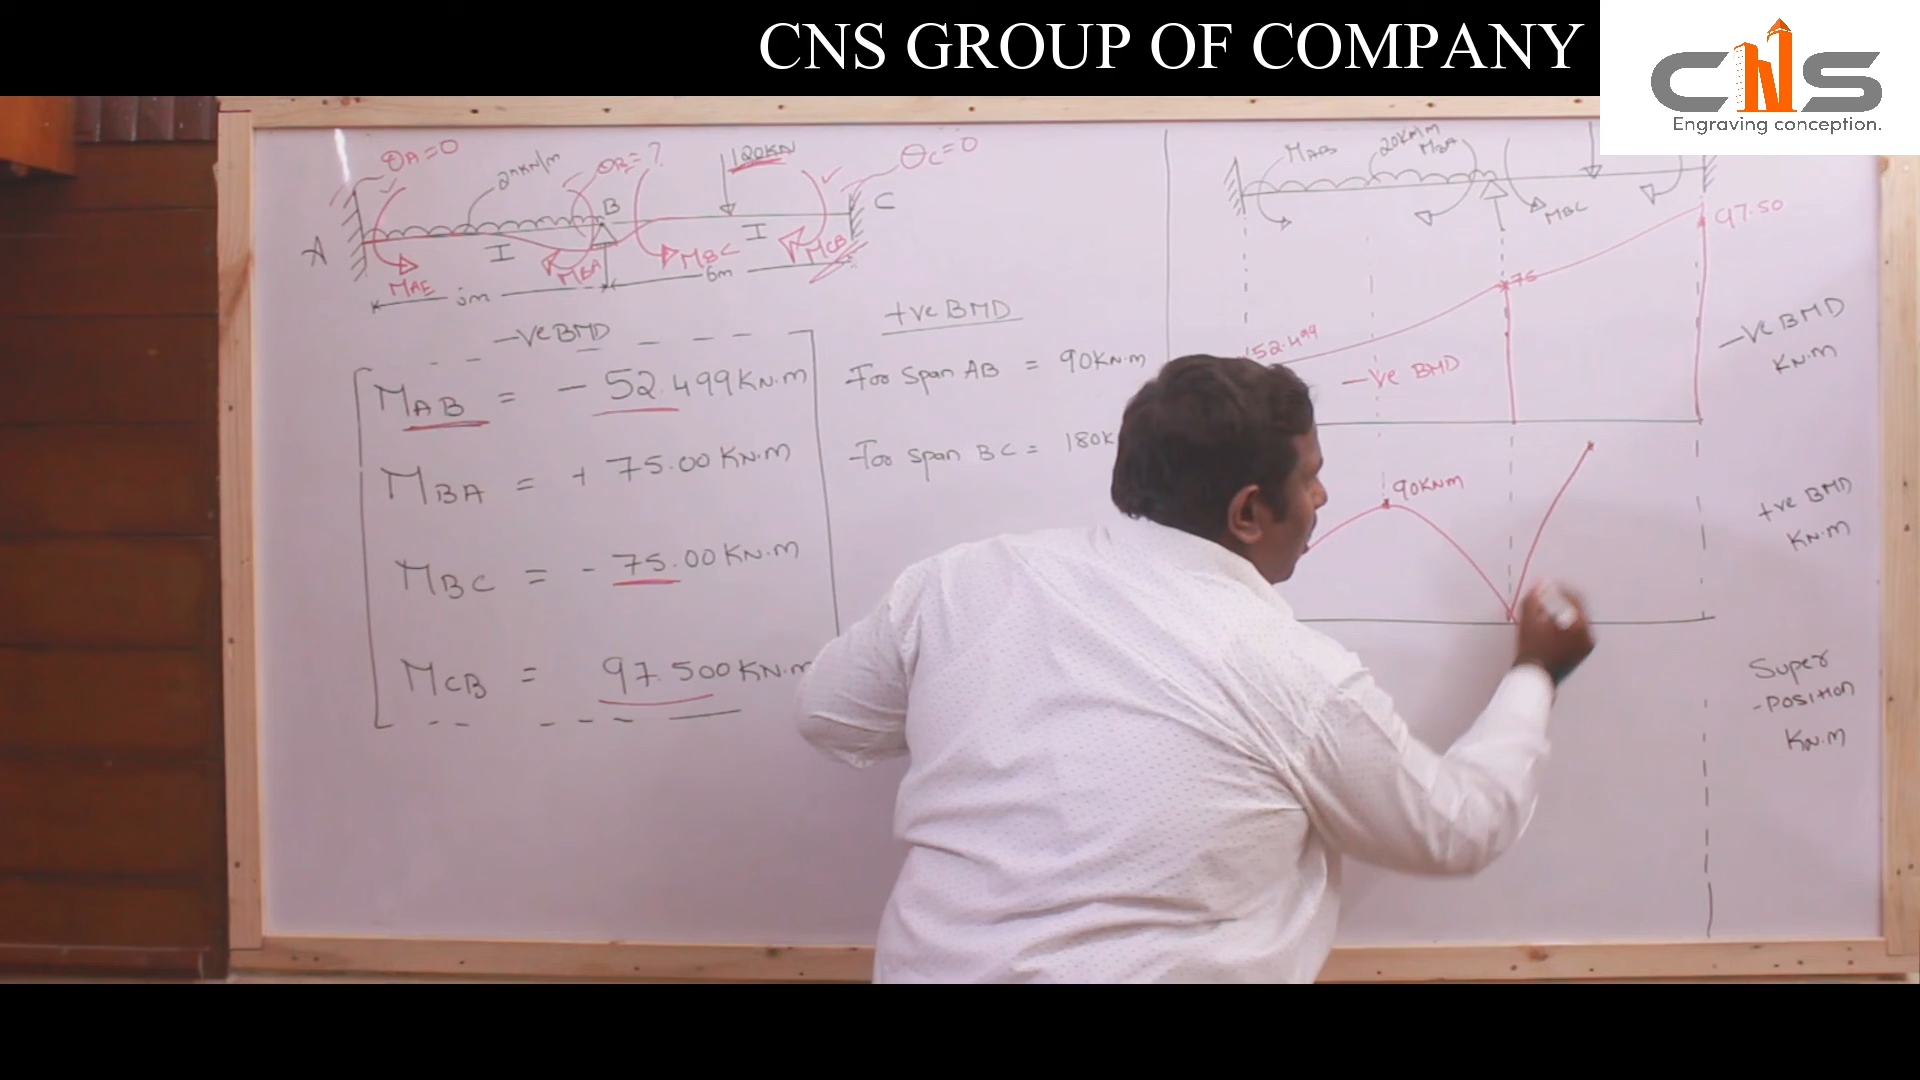 CNS GROUP OF COMPANY
CNS
Engraving conception.
θA=0
θB=?
120KN
θC=0
A
B
C
I
I
MBA
MBC
MCB
6m
-ve BMD
MAB = - 52.499 KN.m
MBA = + 75.00 KN.m
MBC = - 75.00 KN.m
MCB = 97.500 KN.m
+ve BMD
For span AB = 90KN.m
For span BC = 180K
MAB
20KN/m
MBA
MBC
97.50
75
52.499
-ve BMD
-ve BMD
KN.m
90KNm
+ve BMD
KN.m
Super
-Position
KN.m